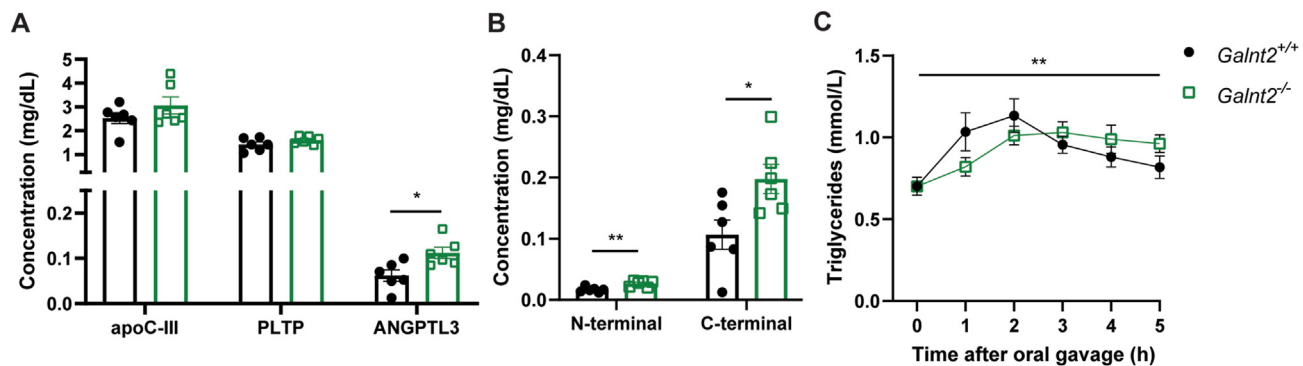 A
Concentration (mg/dL)
5
4
3
2
1
0.2
0.1
0.0
*
apoC-III PLTP ANGPTL3
B
Concentration (mg/dL)
0.4
0.3
0.2
0.1
0.0
**
*
N-terminal C-terminal
C
Triglycerides (mmol/L)
1.5
1.0
0.5
0.0
**
0 1 2 3 4 5
Time after oral gavage (h)
Galnt2+/+
Galnt2-/-